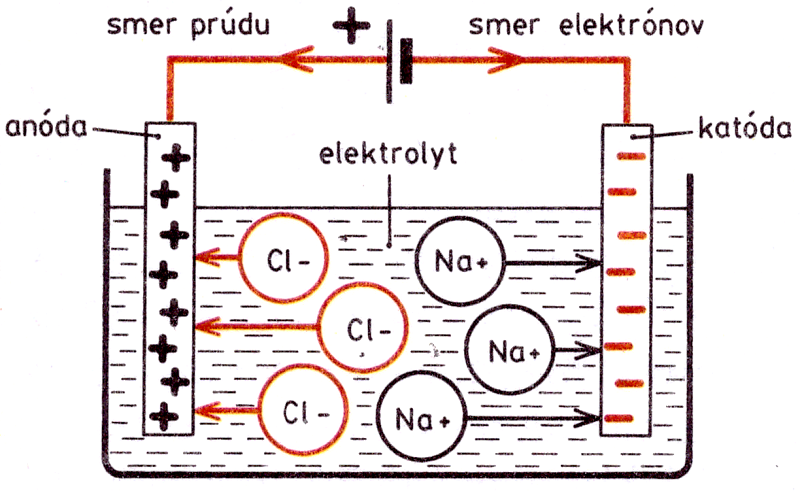 smer prúdu
+
smer elektrónov
anóda
katóda
elektrolyt
Cl-
Na+
Cl-
Na+
Cl-
Na+